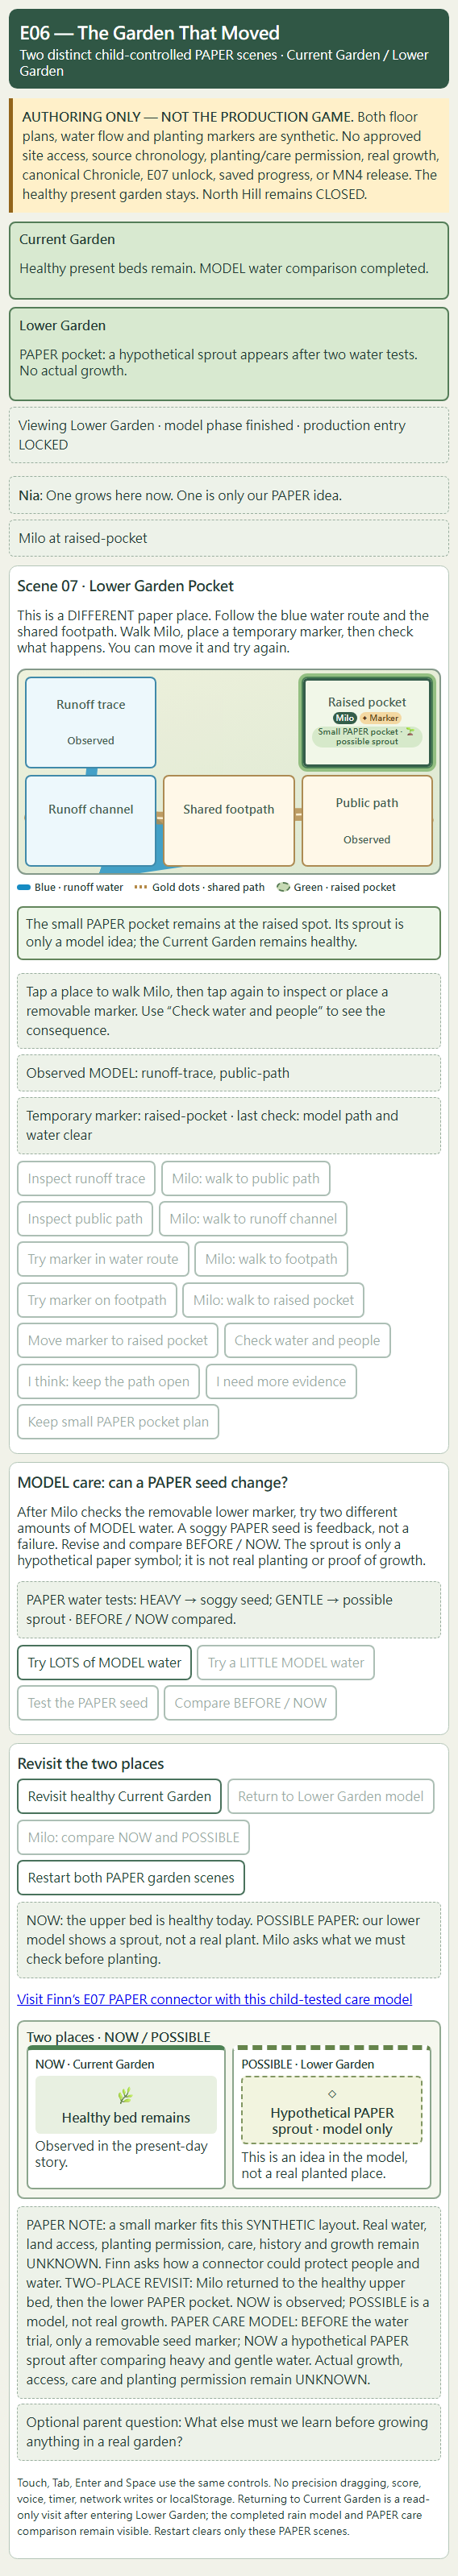 E06 — The Garden That Moved
Two distinct child-controlled PAPER scenes · Current Garden / Lower
Garden
AUTHORING ONLY — NOT THE PRODUCTION GAME. Both floor
plans, water flow and planting markers are synthetic. No approved
site access, source chronology, planting/care permission, real growth,
canonical Chronicle, E07 unlock, saved progress, or MN4 release. The
healthy present garden stays. North Hill remains CLOSED.
Current Garden
Healthy present beds remain. MODEL water comparison completed.
Lower Garden
PAPER pocket: a hypothetical sprout appears after two water tests.
No actual growth.
Viewing Lower Garden · model phase finished · production entry
LOCKED
Nia: One grows here now. One is only our PAPER idea.
Milo at raised-pocket
Scene 07 · Lower Garden Pocket
This is a DIFFERENT paper place. Follow the blue water route and the
shared footpath. Walk Milo, place a temporary marker, then check
what happens. You can move it and try again.
Runoff trace
Observed
Raised pocket
Milo
• Marker
Small PAPER pocket · 🌱
possible sprout
Runoff channel
Shared footpath
Public path
Observed
Blue · runoff water
Gold dots · shared path
Green · raised pocket
The small PAPER pocket remains at the raised spot. Its sprout is
only a model idea; the Current Garden remains healthy.
Tap a place to walk Milo, then tap again to inspect or place a
removable marker. Use “Check water and people” to see the
consequence.
Observed MODEL: runoff-trace, public-path
Temporary marker: raised-pocket · last check: model path and
water clear
Inspect runoff trace
Milo: walk to public path
Inspect public path
Milo: walk to runoff channel
Try marker in water route
Milo: walk to footpath
Try marker on footpath
Milo: walk to raised pocket
Move marker to raised pocket
Check water and people
I think: keep the path open
I need more evidence
Keep small PAPER pocket plan
MODEL care: can a PAPER seed change?
After Milo checks the removable lower marker, try two different
amounts of MODEL water. A soggy PAPER seed is feedback, not a
failure. Revise and compare BEFORE / NOW. The sprout is only a
hypothetical paper symbol; it is not real planting or proof of growth.
PAPER water tests: HEAVY → soggy seed; GENTLE → possible
sprout · BEFORE / NOW compared.
Try LOTS of MODEL water
Try a LITTLE MODEL water
Test the PAPER seed
Compare BEFORE / NOW
Revisit the two places
Revisit healthy Current Garden
Return to Lower Garden model
Milo: compare NOW and POSSIBLE
Restart both PAPER garden scenes
NOW: the upper bed is healthy today. POSSIBLE PAPER: our lower
model shows a sprout, not a real plant. Milo asks what we must
check before planting.
Visit Finn’s E07 PAPER connector with this child-tested care model
Two places · NOW / POSSIBLE
NOW · Current Garden
Healthy bed remains
Observed in the present-day
story.
POSSIBLE · Lower Garden
Hypothetical PAPER
sprout · model only
This is an idea in the model,
not a real planted place.
PAPER NOTE: a small marker fits this SYNTHETIC layout. Real water,
land access, planting permission, care, history and growth remain
UNKNOWN. Finn asks how a connector could protect people and
water. TWO-PLACE REVISIT: Milo returned to the healthy upper
bed, then the lower PAPER pocket. NOW is observed; POSSIBLE is a
model, not real growth. PAPER CARE MODEL: BEFORE the water
trial, only a removable seed marker; NOW a hypothetical PAPER
sprout after comparing heavy and gentle water. Actual growth,
access, care and planting permission remain UNKNOWN.
Optional parent question: What else must we learn before growing
anything in a real garden?
Touch, Tab, Enter and Space use the same controls. No precision dragging, score,
voice, timer, network writes or localStorage. Returning to Current Garden is a read-
only visit after entering Lower Garden; the completed rain model and PAPER care
comparison remain visible. Restart clears only these PAPER scenes.